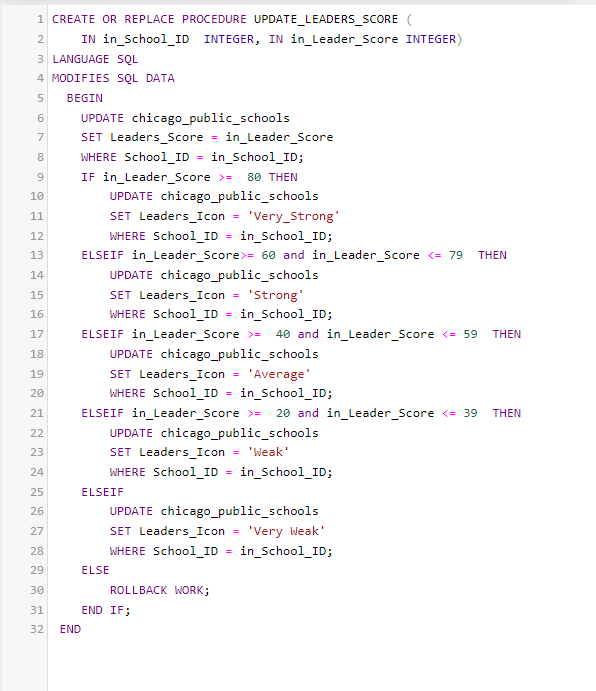 1 CREATE OR REPLACE PROCEDURE UPDATE_LEADERS_SCORE (
2 IN in_School_ID  INTEGER, IN in_Leader_Score INTEGER)
3 LANGUAGE SQL
4 MODIFIES SQL DATA
5 BEGIN
6 UPDATE chicago_public_schools
7 SET Leaders_Score = in_Leader_Score
8 WHERE School_ID = in_School_ID;
9 IF in_Leader_Score >=  80 THEN
10 UPDATE chicago_public_schools
11 SET Leaders_Icon = 'Very_Strong'
12 WHERE School_ID = in_School_ID;
13 ELSEIF in_Leader_Score>= 60 and in_Leader_Score <= 79  THEN
14 UPDATE chicago_public_schools
15 SET Leaders_Icon = 'Strong'
16 WHERE School_ID = in_School_ID;
17 ELSEIF in_Leader_Score >=  40 and in_Leader_Score <= 59  THEN
18 UPDATE chicago_public_schools
19 SET Leaders_Icon = 'Average'
20 WHERE School_ID = in_School_ID;
21 ELSEIF in_Leader_Score >=  20 and in_Leader_Score <= 39  THEN
22 UPDATE chicago_public_schools
23 SET Leaders_Icon = 'Weak'
24 WHERE School_ID = in_School_ID;
25 ELSEIF
26 UPDATE chicago_public_schools
27 SET Leaders_Icon = 'Very Weak'
28 WHERE School_ID = in_School_ID;
29 ELSE
30 ROLLBACK WORK;
31 END IF;
32 END